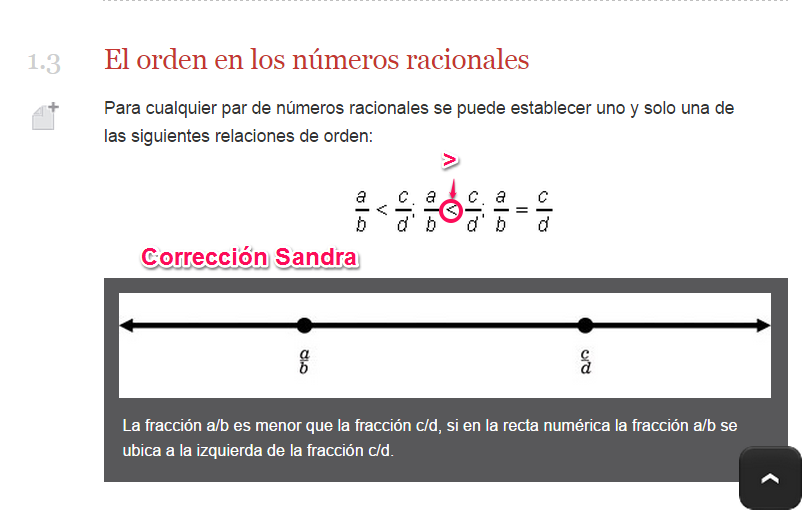 1.3 El orden en los números racionales
Para cualquier par de números racionales se puede establecer uno y solo una de
las siguientes relaciones de orden:
>
a/b < c/d; a/b < c/d; a/b = c/d
Corrección Sandra
a/b c/d
La fracción a/b es menor que la fracción c/d, si en la recta numérica la fracción a/b se
ubica a la izquierda de la fracción c/d.